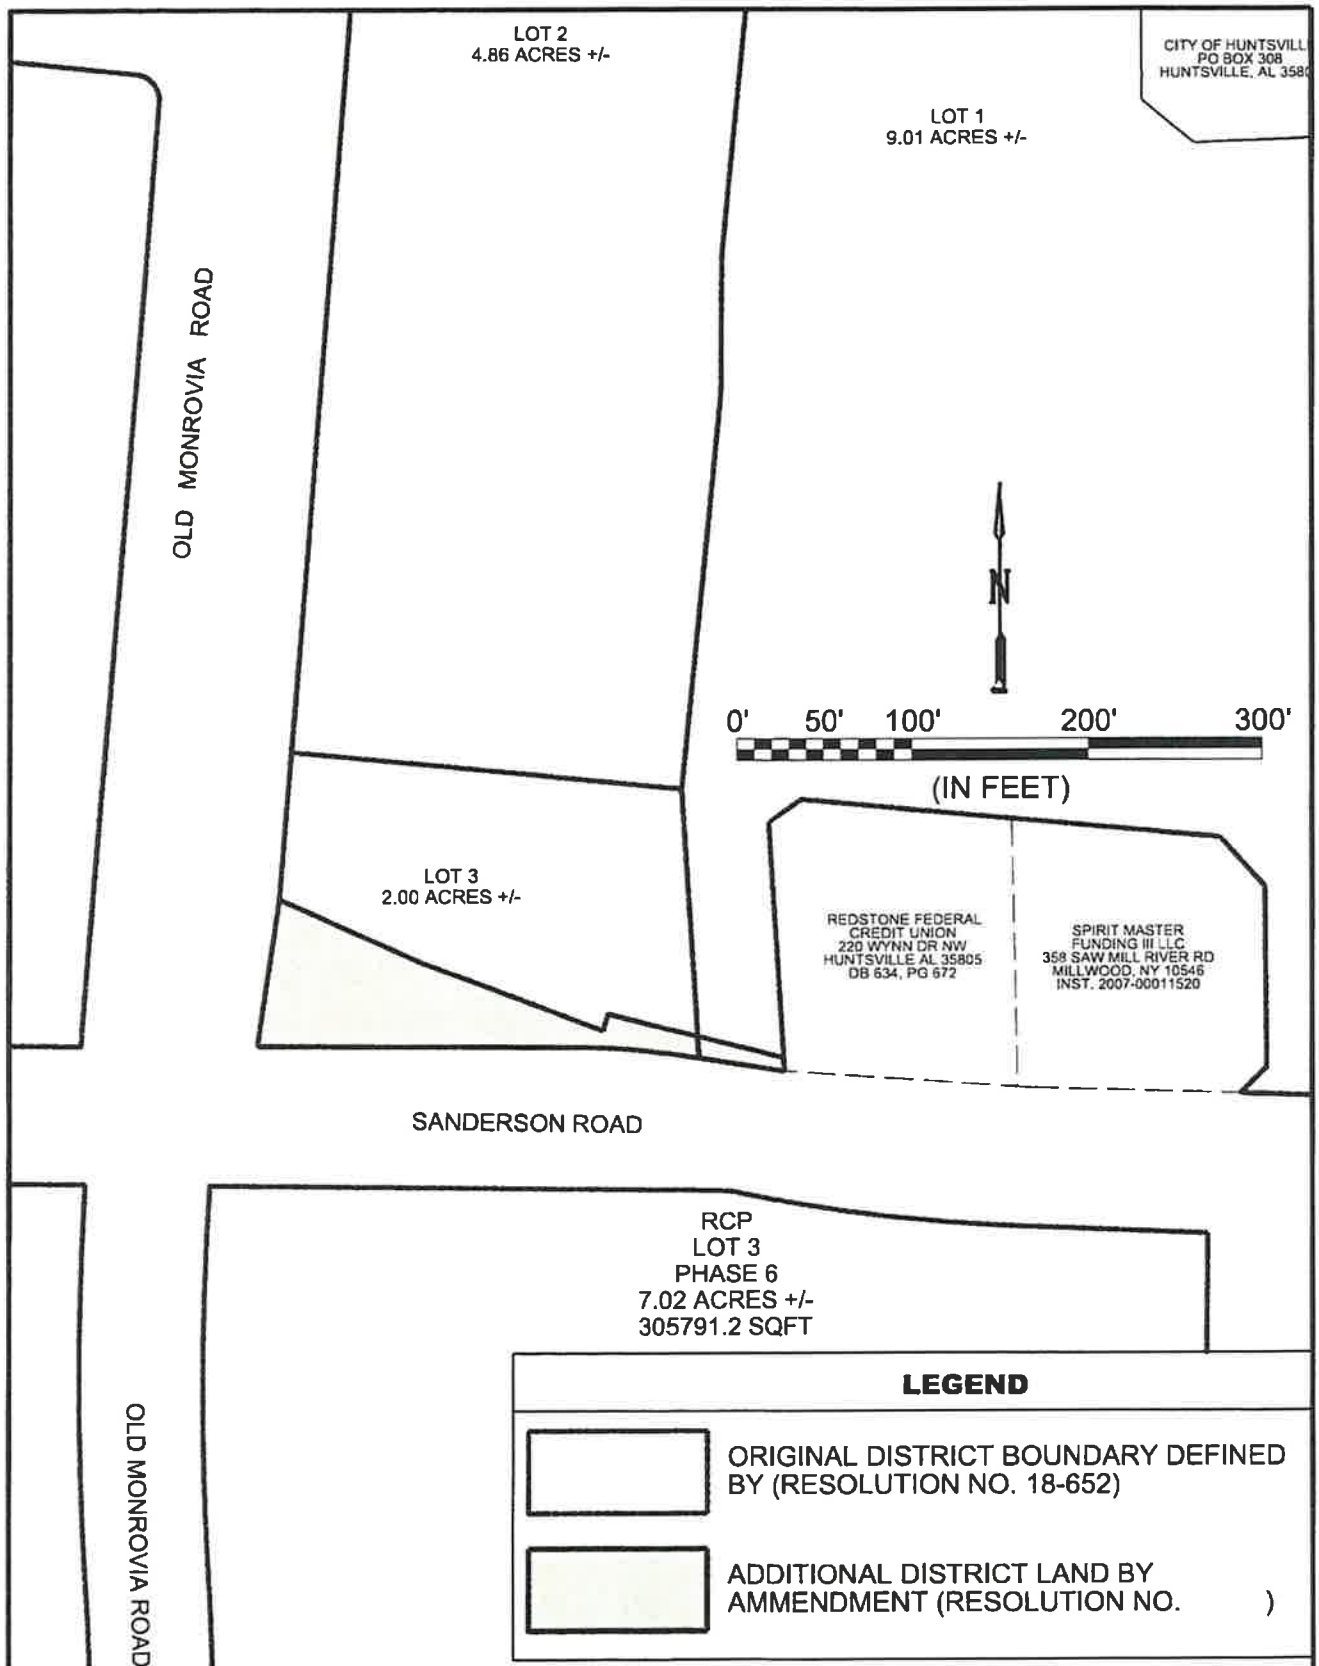 LOT 2
4.86 ACRES +/-
CITY OF HUNTSVILL
PO BOX 308
HUNTSVILLE, AL 3580
LOT 1
9.01 ACRES +/-
OLD MONROVIA ROAD
N
0' 50' 100' 200' 300'
(IN FEET)
LOT 3
2.00 ACRES +/-
REDSTONE FEDERAL
CREDIT UNION
220 WYNN DR NW
HUNTSVILLE AL 35805
DB 634, PG 672
SPIRIT MASTER
FUNDING III LLC
358 SAW MILL RIVER RD
MILLWOOD, NY 10546
INST. 2007-00011520
SANDERSON ROAD
RCP
LOT 3
PHASE 6
7.02 ACRES +/-
305791.2 SQFT
OLD MONROVIA ROAD
LEGEND
ORIGINAL DISTRICT BOUNDARY DEFINED
BY (RESOLUTION NO. 18-652)
ADDITIONAL DISTRICT LAND BY
AMMENDMENT (RESOLUTION NO. )